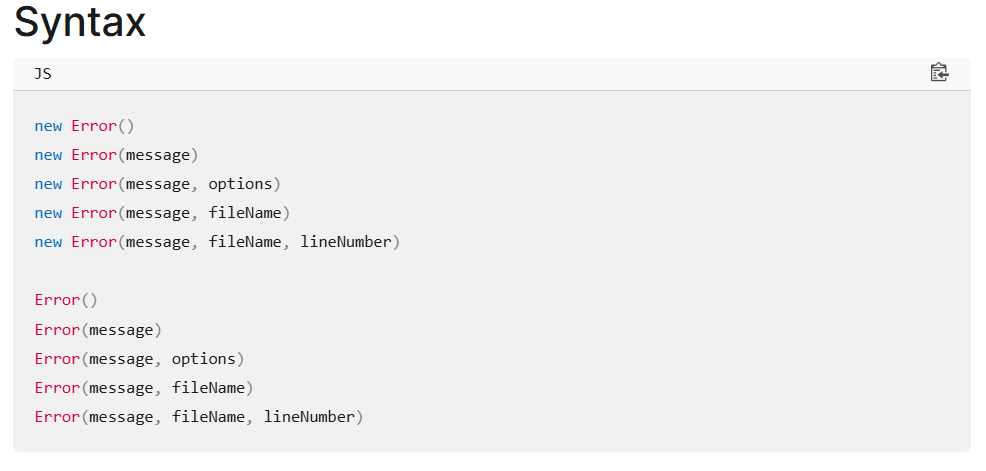 Syntax
JS
new Error()
new Error(message)
new Error(message, options)
new Error(message, fileName)
new Error(message, fileName, lineNumber)
Error()
Error(message)
Error(message, options)
Error(message, fileName)
Error(message, fileName, lineNumber)